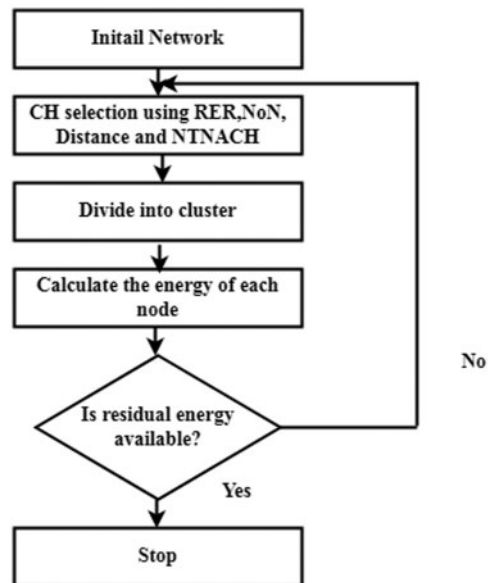 Initail Network
CH selection using RER,NoN,
Distance and NTNACH
Divide into cluster
Calculate the energy of each
node
No
Is residual energy
available?
Yes
Stop